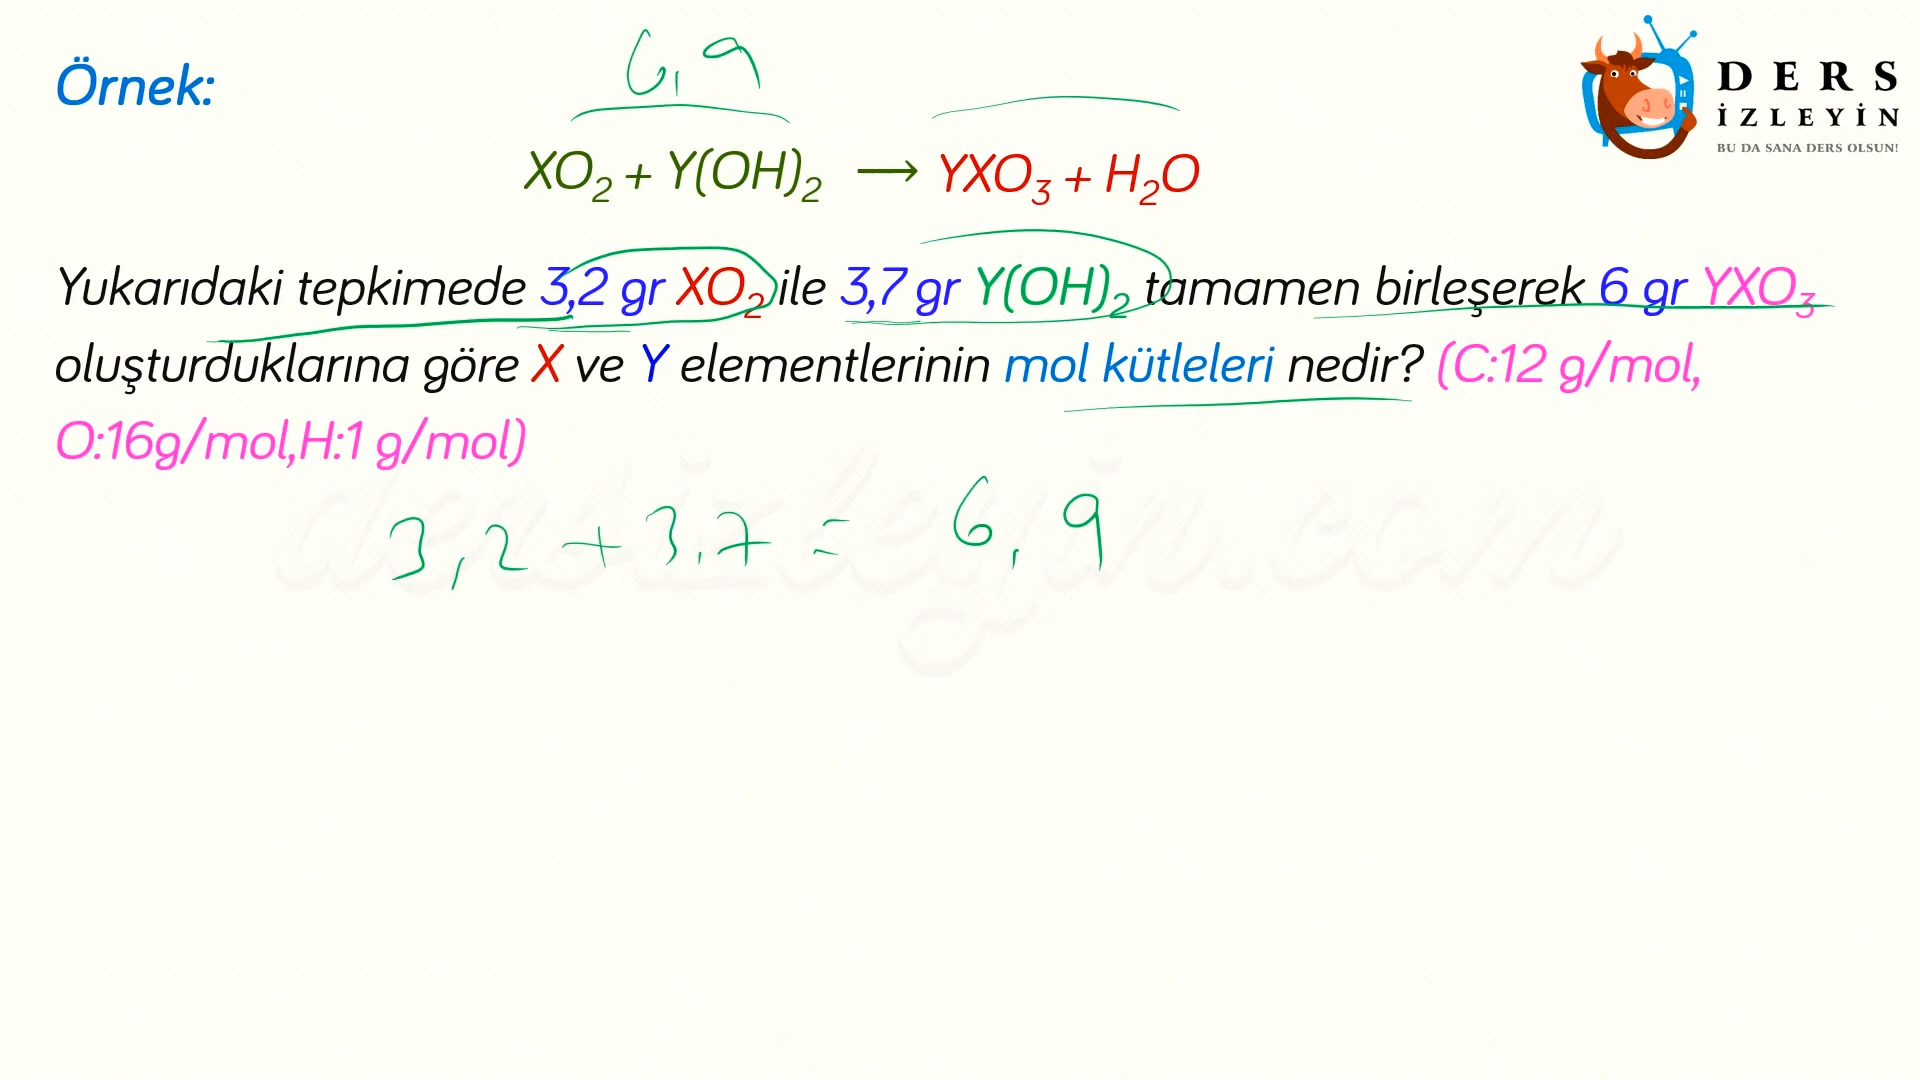 6,9
Örnek:
DERS
İZLEYİN
BU DA SANA DERS OLSUN!
XO₂ + Y(OH)₂ → YXO₃ + H₂O
Yukarıdaki tepkimede 3,2 gr XO₂ ile 3,7 gr Y(OH)₂ tamamen birleşerek 6 gr YXO₃
oluşturduklarına göre X ve Y elementlerinin mol kütleleri nedir? (C:12 g/mol,
O:16g/mol,H:1 g/mol)
dersizleyin.com
3,2 + 3,7 = 6,9